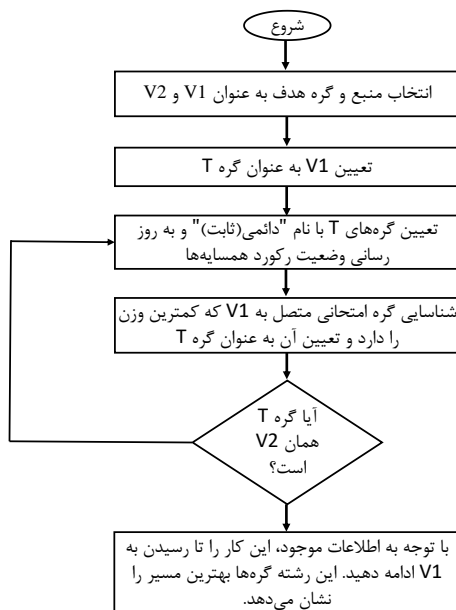 شروع
انتخاب منبع و گره هدف به عنوان V1 و V2
تعیین V1 به عنوان گره T
تعیین گره‌های T با نام "دائمی(ثابت)" و به روز
رسانی وضعیت رکورد همسایه‌ها
شناسایی گره امتحانی متصل به V1 که کمترین وزن
را دارد و تعیین آن به عنوان گره T
آیا گره T
همان
V2
است؟
با توجه به اطلاعات موجود، این کار را تا رسیدن به
V1 ادامه دهید. این رشته گره‌ها بهترین مسیر را
نشان می‌دهد.